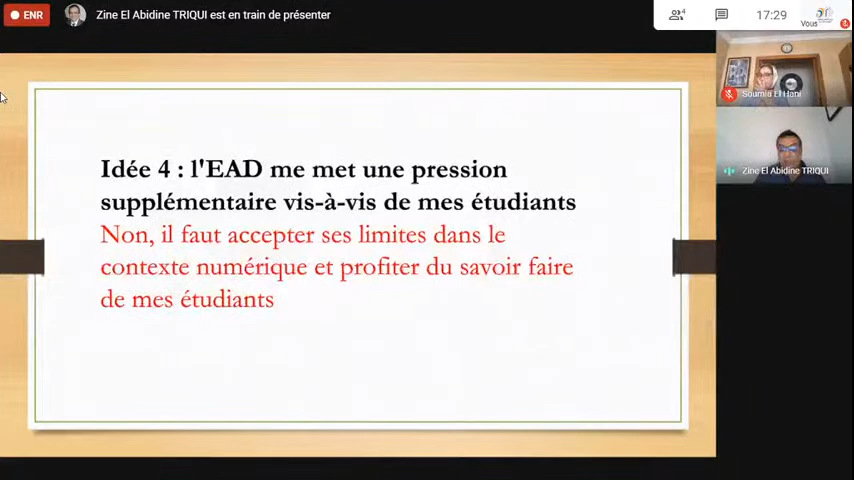 ENR
Zine El Abidine TRIQUI est en train de présenter
4
17:29
Vous
Soumia El Hani
Zine El Abidine TRIQUI
Idée 4 : l'EAD me met une pression
supplémentaire vis-à-vis de mes étudiants
Non, il faut accepter ses limites dans le
contexte numérique et profiter du savoir faire
de mes étudiants